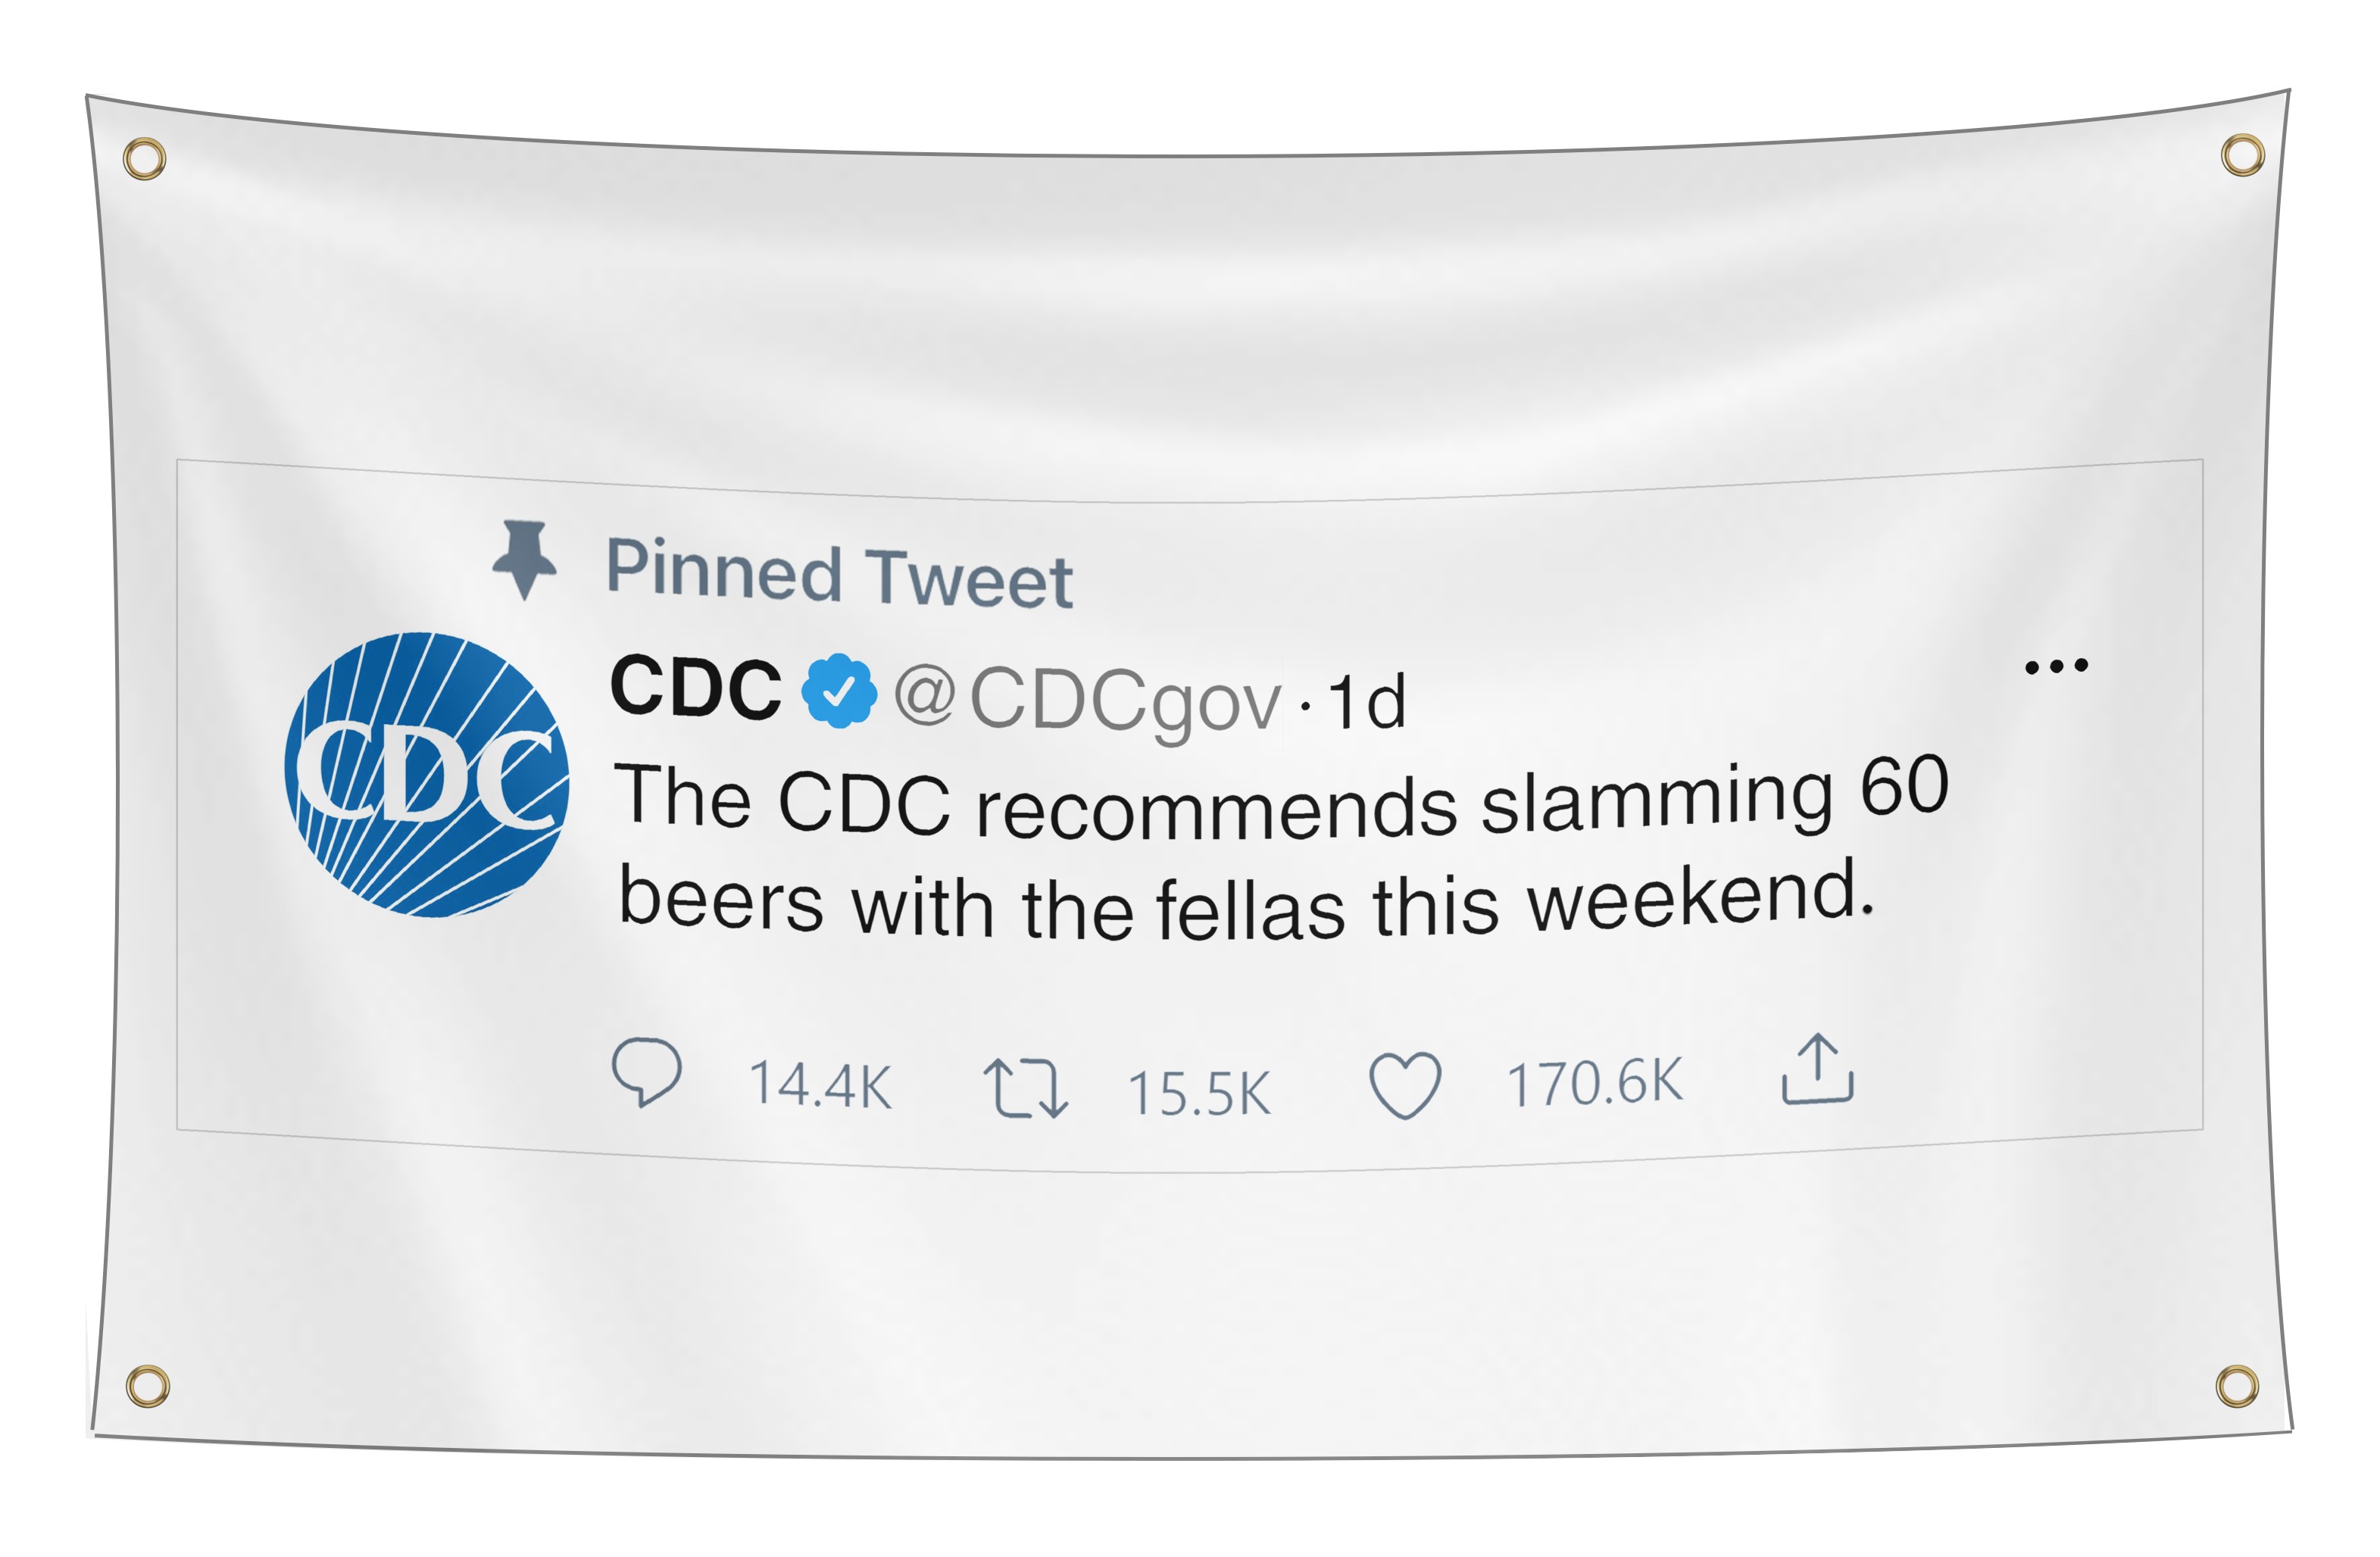 Pinned Tweet
CDC @CDCgov · 1d
CDC
The CDC recommends slamming 60
beers with the fellas this weekend.
14.4K 15.5K 170.6K